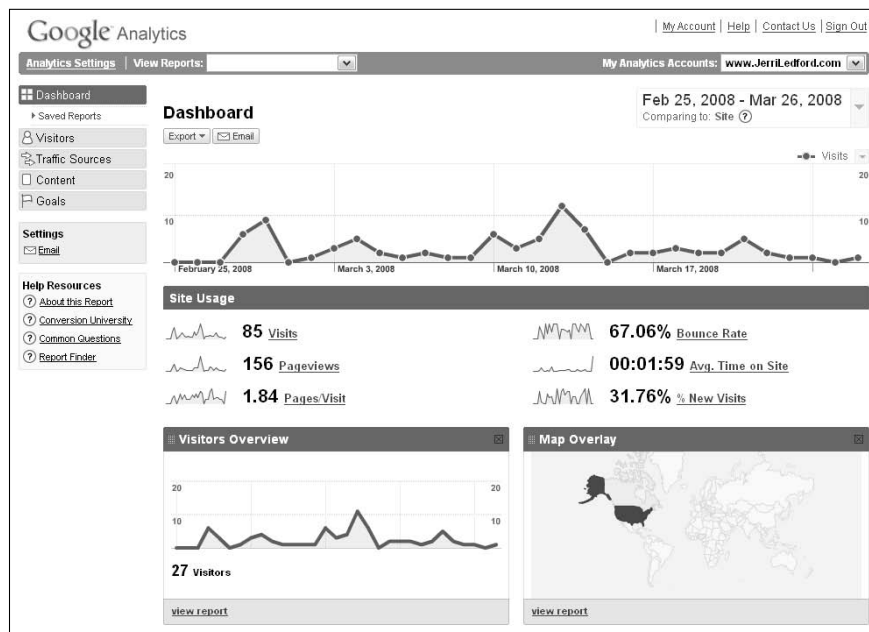 Google Analytics
My Account | Help | Contact Us | Sign Out
Analytics Settings | View Reports:
My Analytics Accounts: www.JerriLedford.com
Dashboard
Saved Reports
Visitors
Traffic Sources
Content
Goals
Settings
Email
Help Resources
? About this Report
? Conversion University
? Common Questions
? Report Finder
Dashboard
Export
Email
Feb 25, 2008 - Mar 26, 2008
Comparing to: Site ?
Visits
20 20
10 10
February 25, 2008 March 3, 2008 March 10, 2008 March 17, 2008
Site Usage
85 Visits
67.06% Bounce Rate
156 Pageviews
00:01:59 Avg. Time on Site
1.84 Pages/Visit
31.76% % New Visits
Visitors Overview
20 20
10 10
27 Visitors
view report
Map Overlay
view report